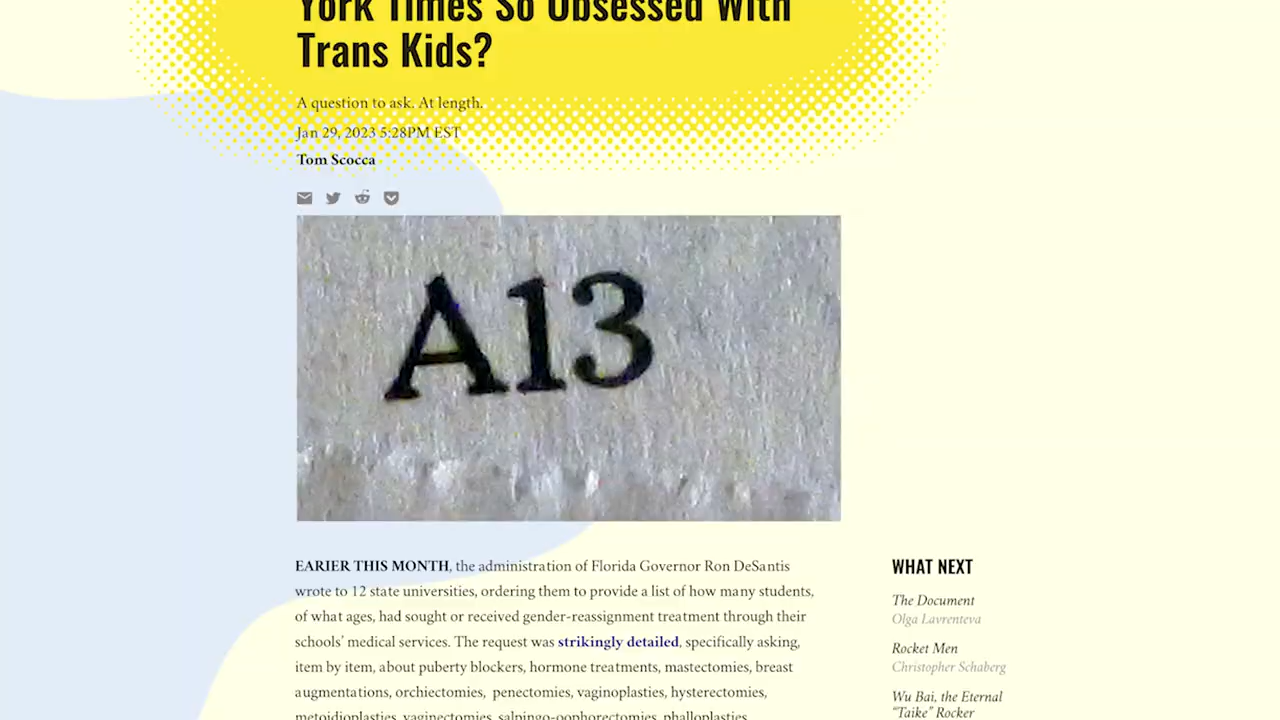 York Times So Obsessed With
Trans Kids?
A question to ask. At length.
Jan 29, 2023 5:28PM EST
Tom Scocca
A13
EARIER THIS MONTH, the administration of Florida Governor Ron DeSantis
wrote to 12 state universities, ordering them to provide a list of how many students,
of what ages, had sought or received gender-reassignment treatment through their
schools' medical services. The request was strikingly detailed, specifically asking,
item by item, about puberty blockers, hormone treatments, mastectomies, breast
augmentations, orchiectomies, penectomies, vaginoplasties, hysterectomies,
metoidioplasties, vaginectomies, salpingo-oophorectomies, phalloplasties
WHAT NEXT
The Document
Olga Lavrenteva
Rocket Men
Christopher Schaberg
Wu Bai, the Eternal
“Taike” Rocker